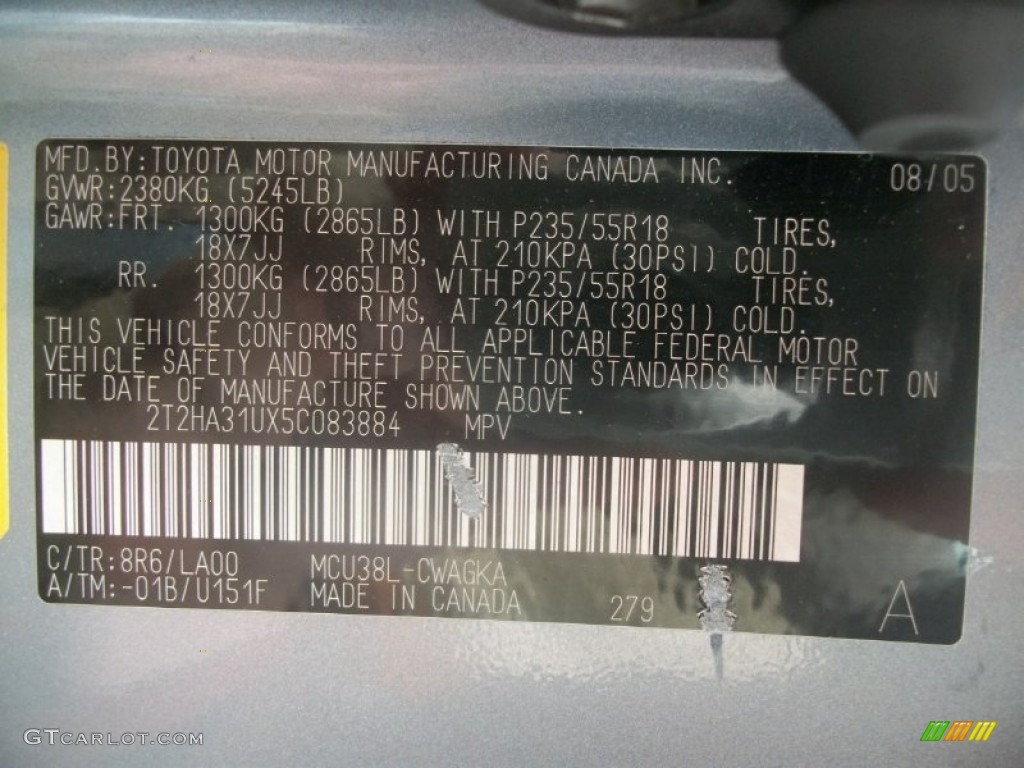 MFD.BY:TOYOTA MOTOR MANUFACTURING CANADA INC. 08/05
GVWR:2380KG (5245LB)
GAWR:FRT. 1300KG (2865LB) WITH P235/55R18 TIRES,
18X7JJ RIMS, AT 210KPA (30PSI) COLD.
RR. 1300KG (2865LB) WITH P235/55R18 TIRES,
18X7JJ RIMS, AT 210KPA (30PSI) COLD.
THIS VEHICLE CONFORMS TO ALL APPLICABLE FEDERAL MOTOR
VEHICLE SAFETY AND THEFT PREVENTION STANDARDS IN EFFECT ON
THE DATE OF MANUFACTURE SHOWN ABOVE.
2T2HA31UX5C083884 MPV
C/TR:8R6/LA00 MCU38L-CWAGKA
A/TM:-01B/U151F MADE IN CANADA 279 A
GTCARLOT.COM